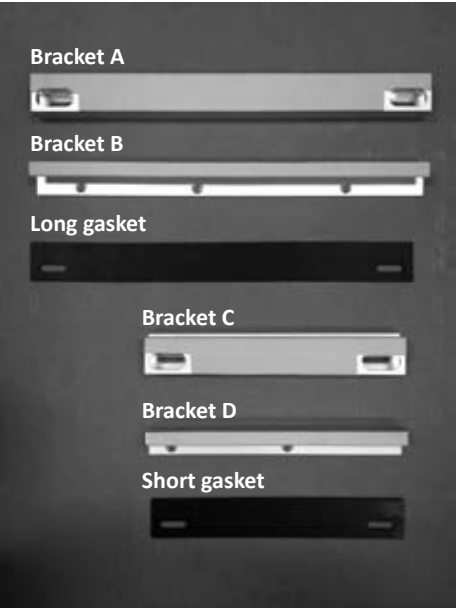 Bracket A
Bracket B
Long gasket
Bracket C
Bracket D
Short gasket